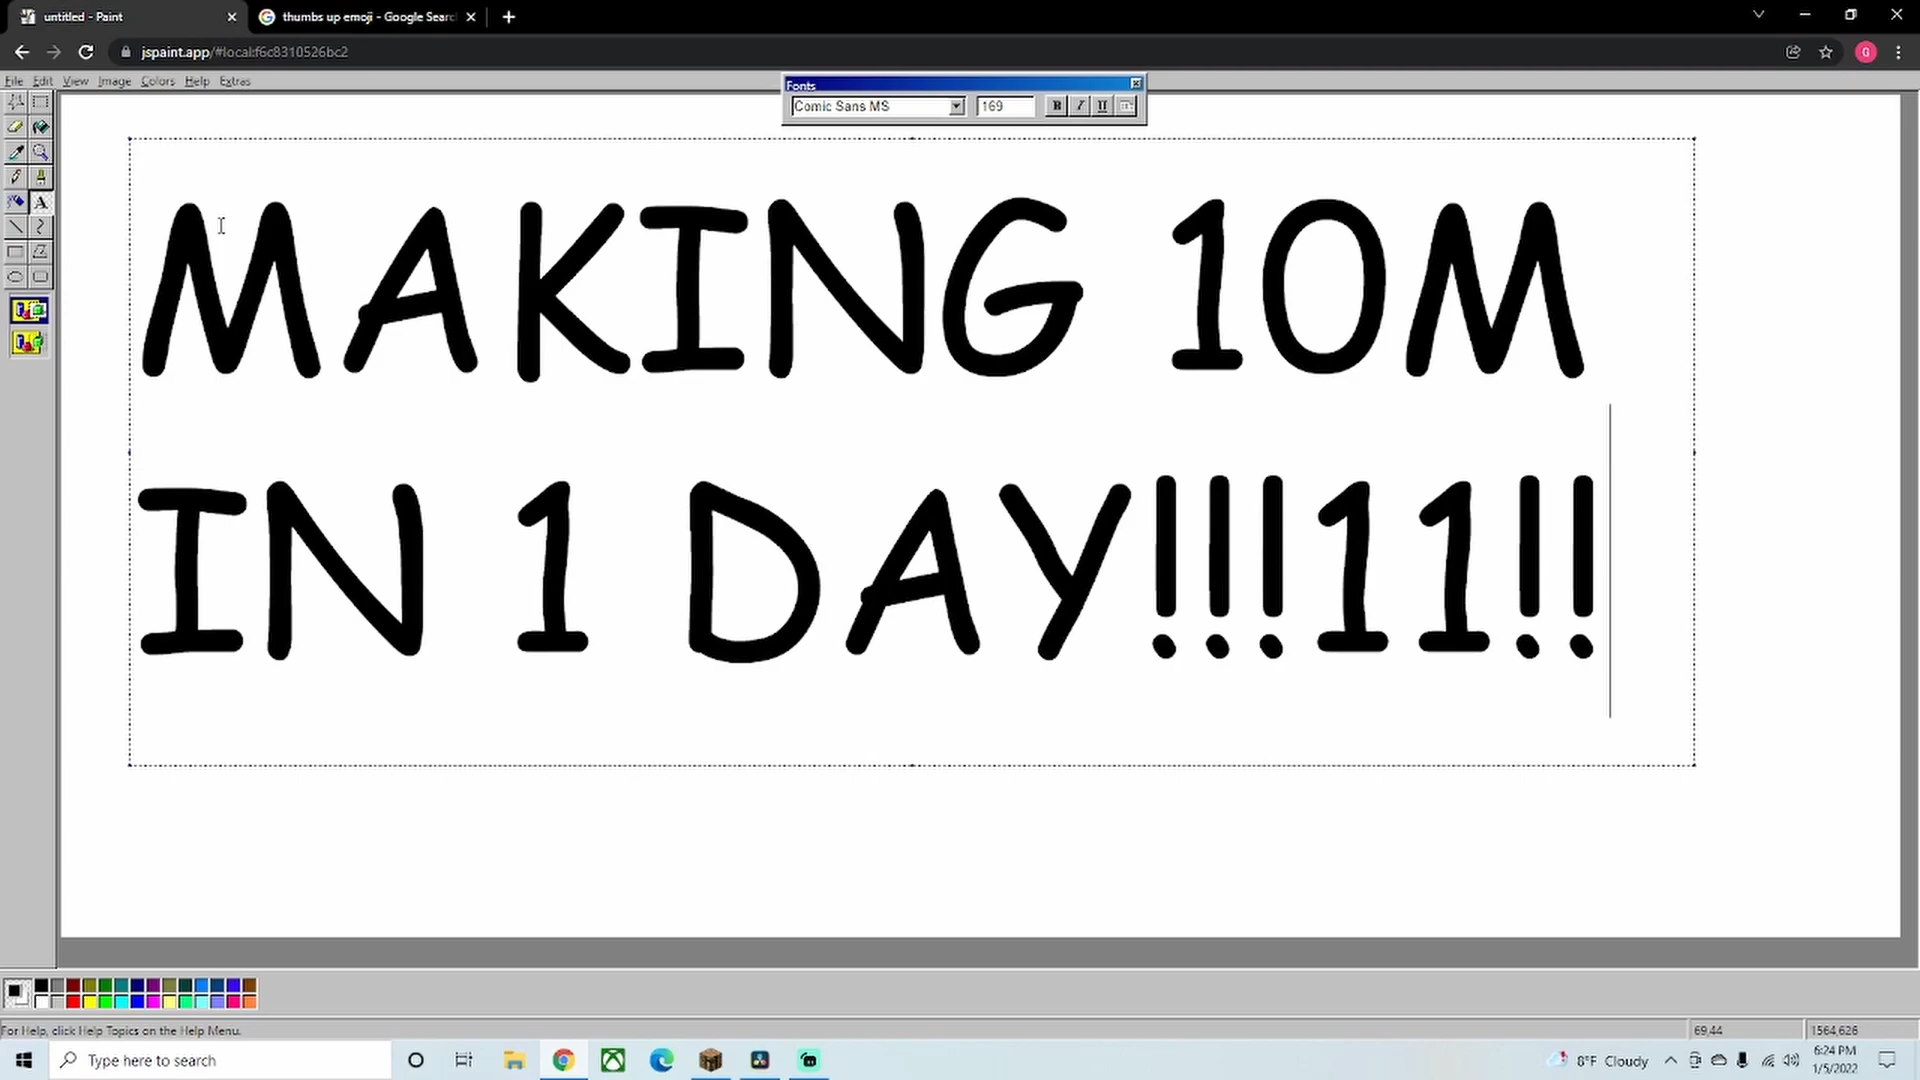 untitled - Paint
thumbs up emoji - Google Searc
jspaint.app/#local:f6c8310526bc2
G
File Edit View Image Colors Help Extras
Fonts
Comic Sans MS 169 B I U
A
MAKING 10M
IN 1 DAY!!!11!!
For Help, click Help Topics on the Help Menu.
69,44 1564,626
Type here to search
8°F Cloudy
6:24 PM
1/5/2022